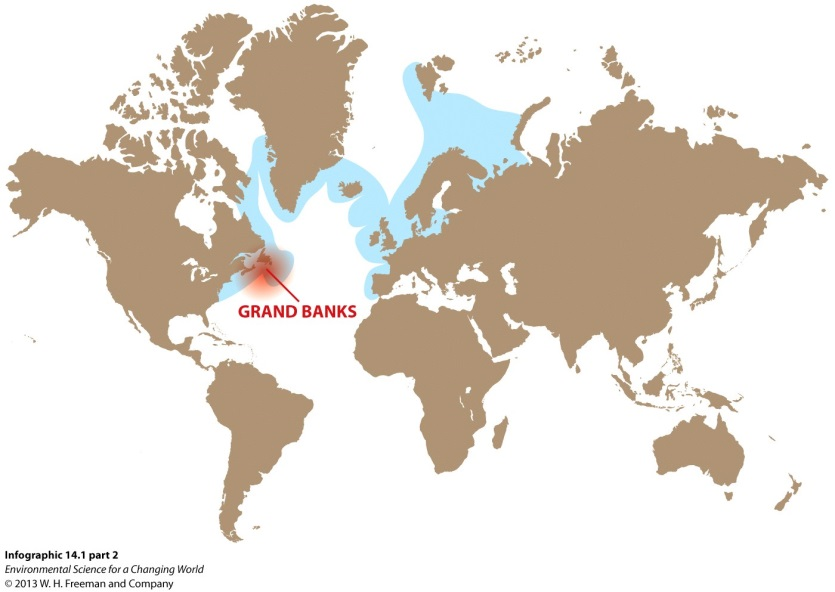 GRAND BANKS
Infographic 14.1 part 2
Environmental Science for a Changing World
© 2013 W. H. Freeman and Company